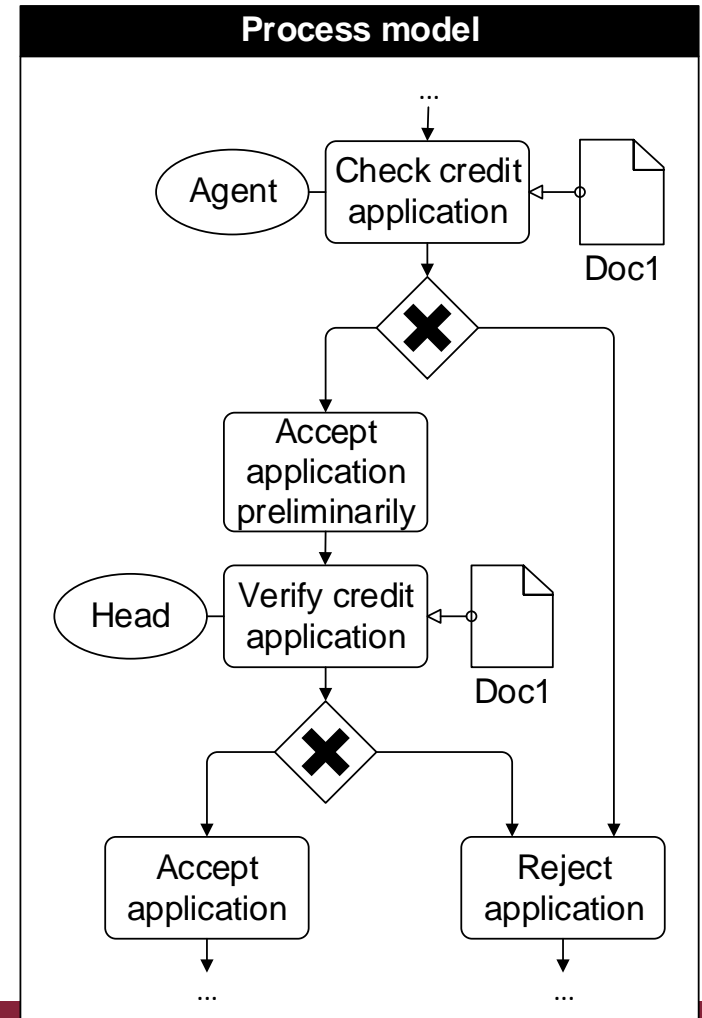 Process model
...
Check credit
application
Agent
Doc1
Accept
application
preliminarily
Verify credit
application
Head
Doc1
Accept
application
Reject
application
...
...